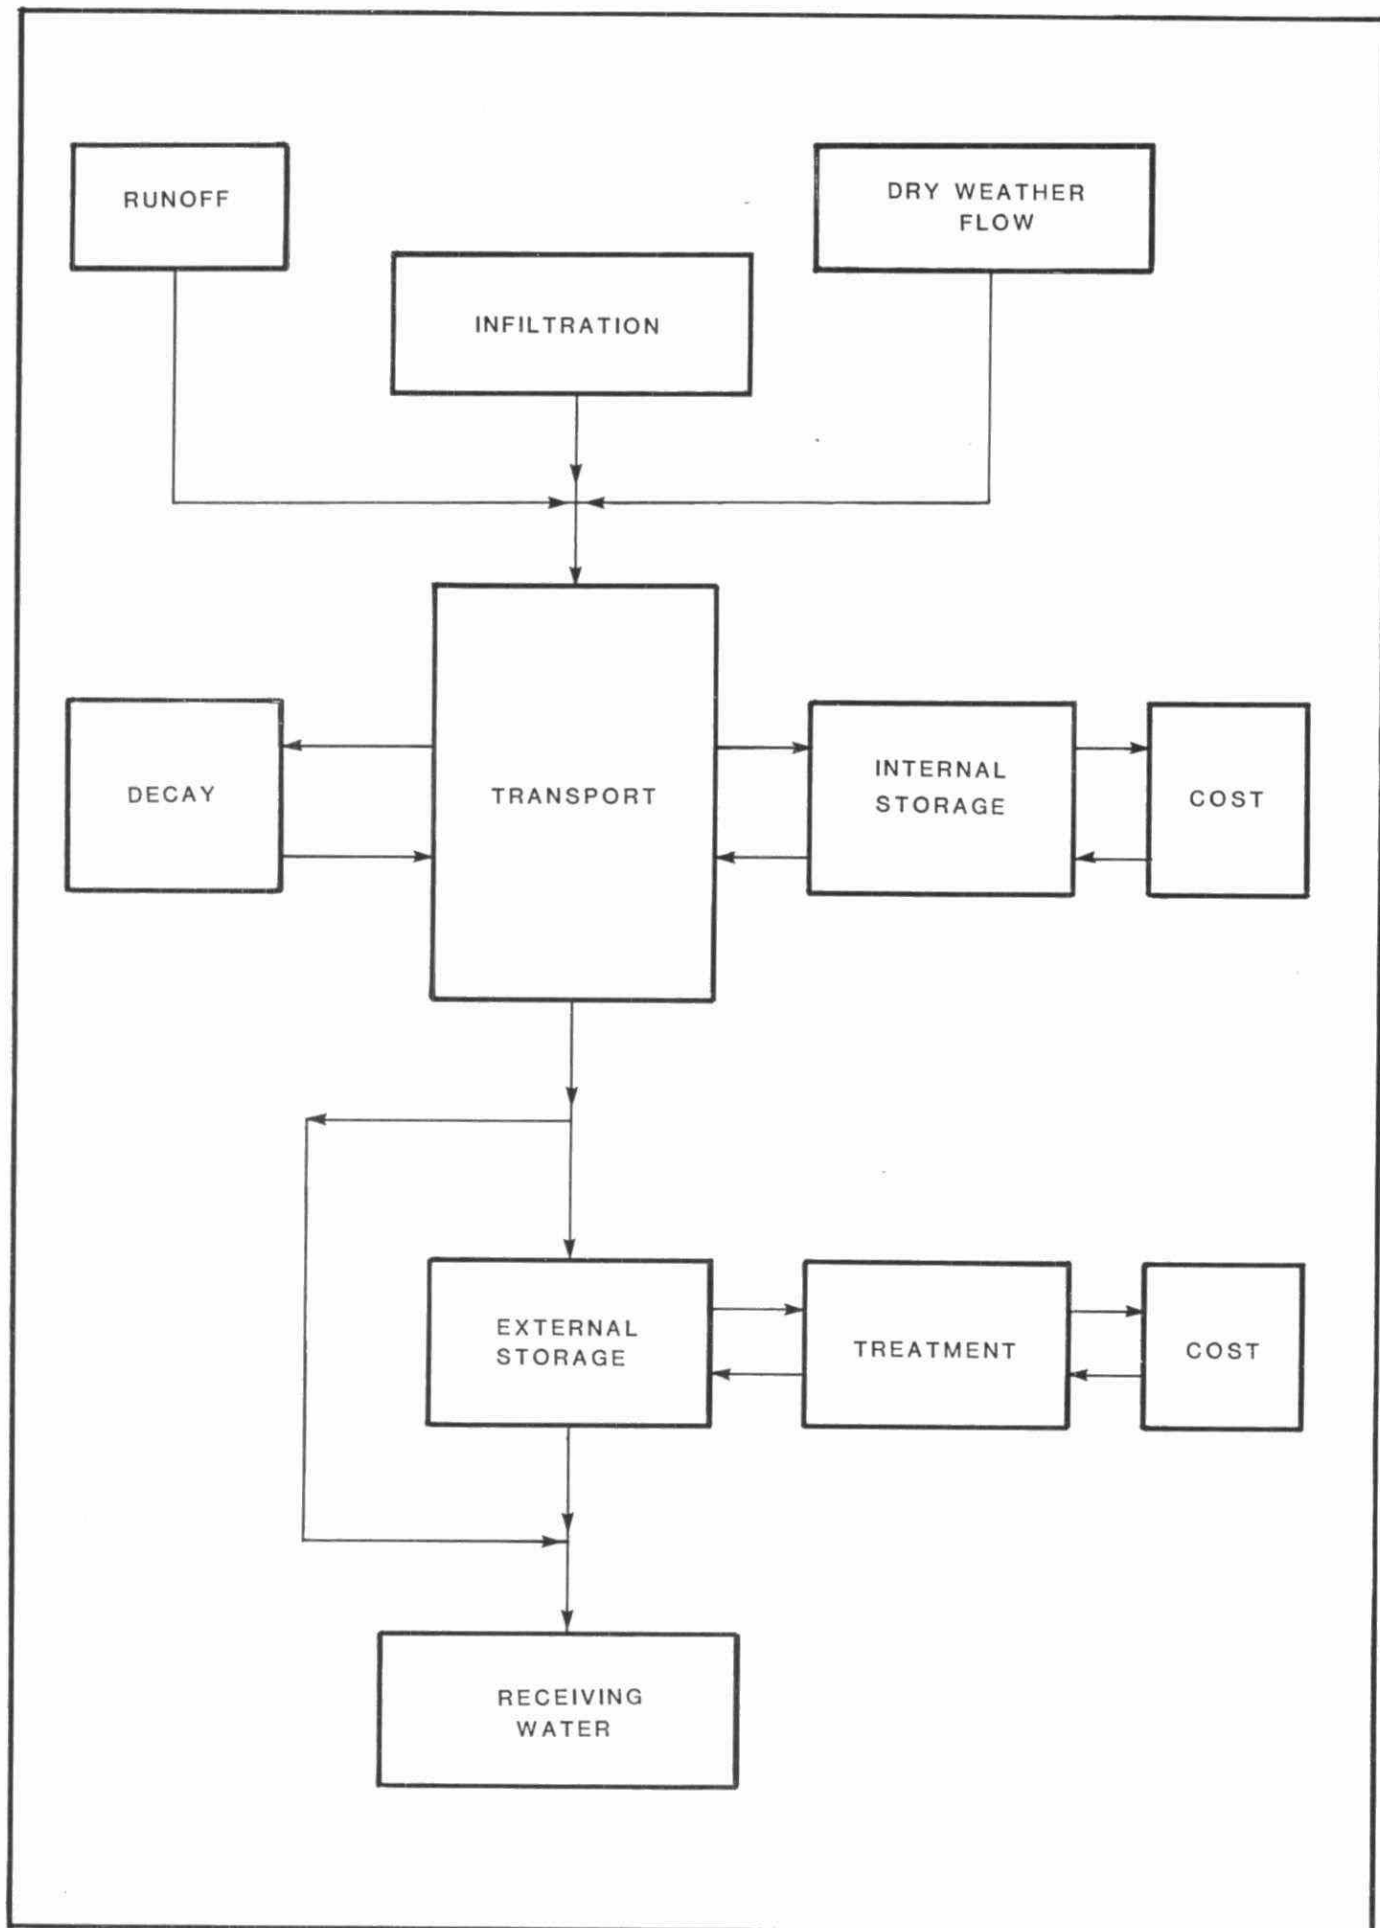 RUNOFF
DRY WEATHER
FLOW
INFILTRATION
DECAY
TRANSPORT
INTERNAL
STORAGE
COST
EXTERNAL
STORAGE
TREATMENT
COST
RECEIVING
WATER